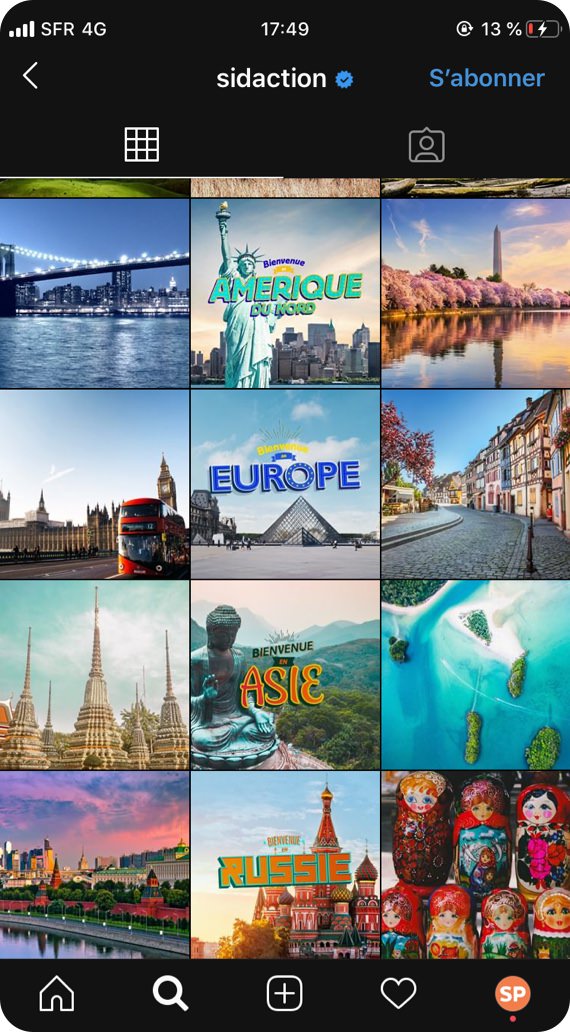 SFR 4G 17:49 13 %
sidaction S'abonner
Bienvenue
en
AMERIQUE
DU NORD
Bienvenue
en
EUROPE
BIENVENUE
EN
ASIE
BIENVENUE
EN
RUSSIE
SP